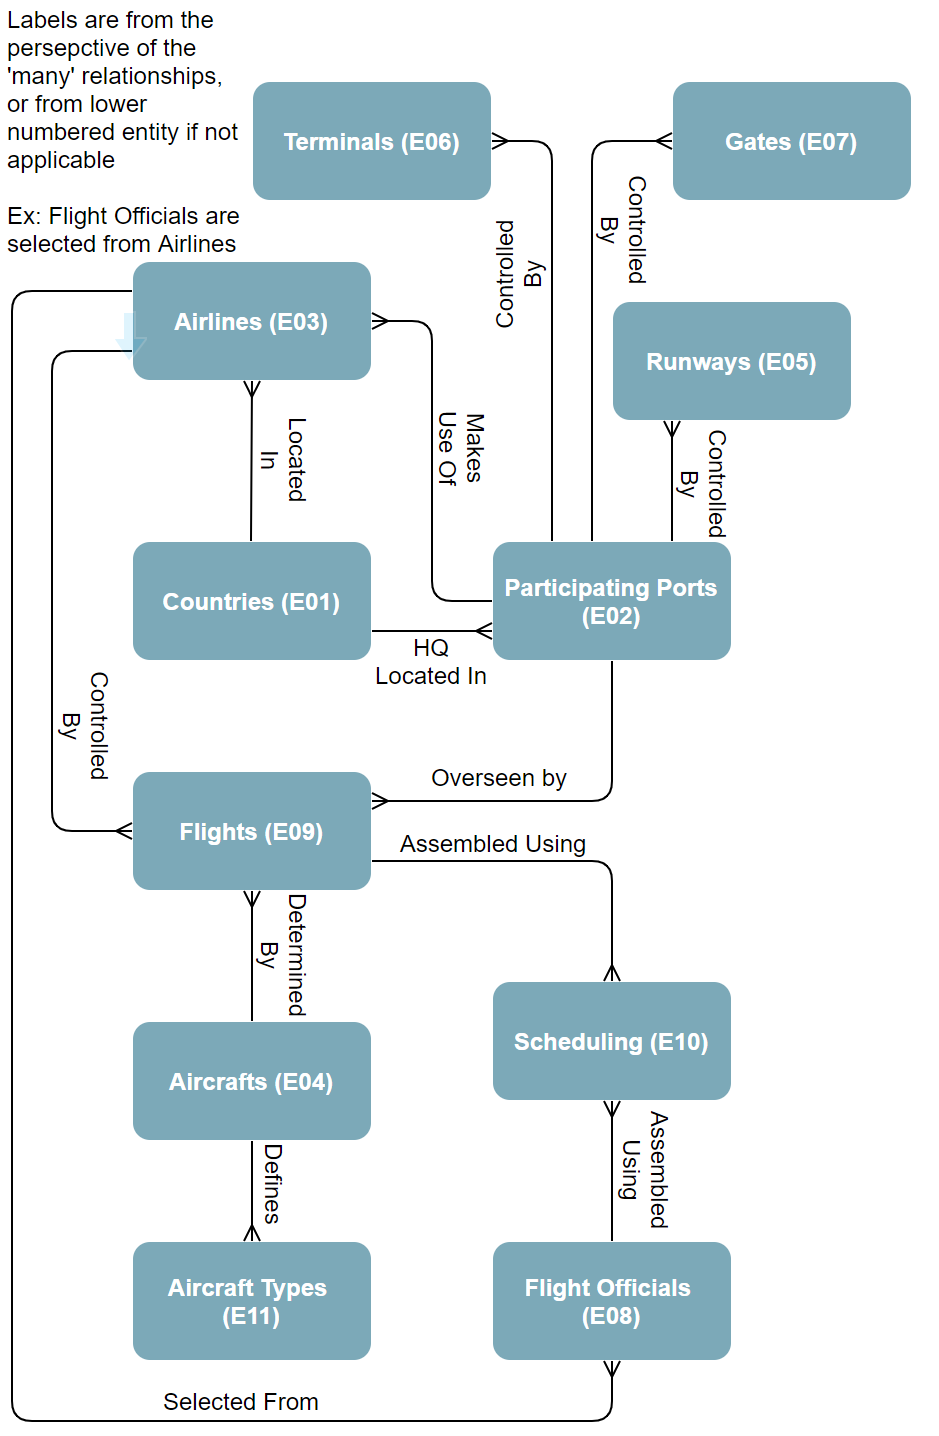 Labels are from the
persepctive of the
'many' relationships,
or from lower
numbered entity if not
applicable
Ex: Flight Officials are
selected from Airlines
Terminals (E06)
Gates (E07)
Controlled
By
Controlled
By
Airlines (E03)
Runways (E05)
Located
In
Makes
Use Of
Controlled
By
Countries (E01)
Participating Ports
(E02)
HQ
Located In
Controlled
By
Overseen by
Flights (E09)
Assembled Using
Determined
By
Scheduling (E10)
Aircrafts (E04)
Defines
Assembled
Using
Aircraft Types
(E11)
Flight Officials
(E08)
Selected From